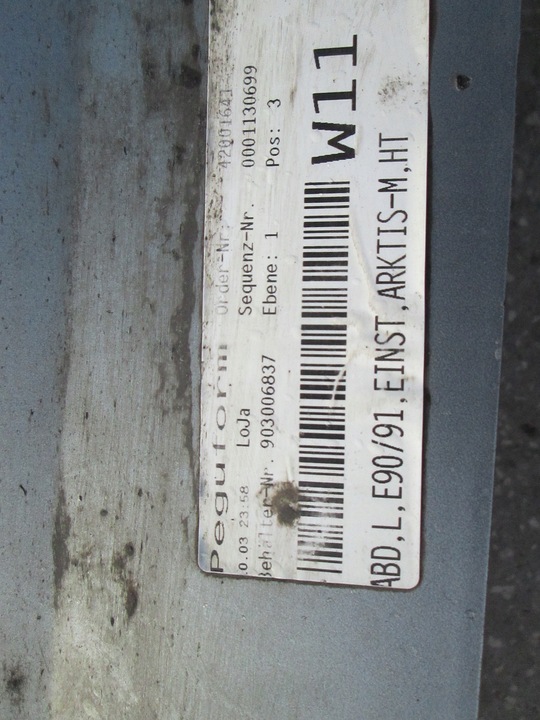 Peguform Order-Nr. 42001641
.0.03 23:58 LoJa Sequenz-Nr. 0001130699
Behälter-Nr. 903006837 Ebene: 1 Pos: 3
W11
ABD,L,E90/91,EINST,ARKTIS-M,HT